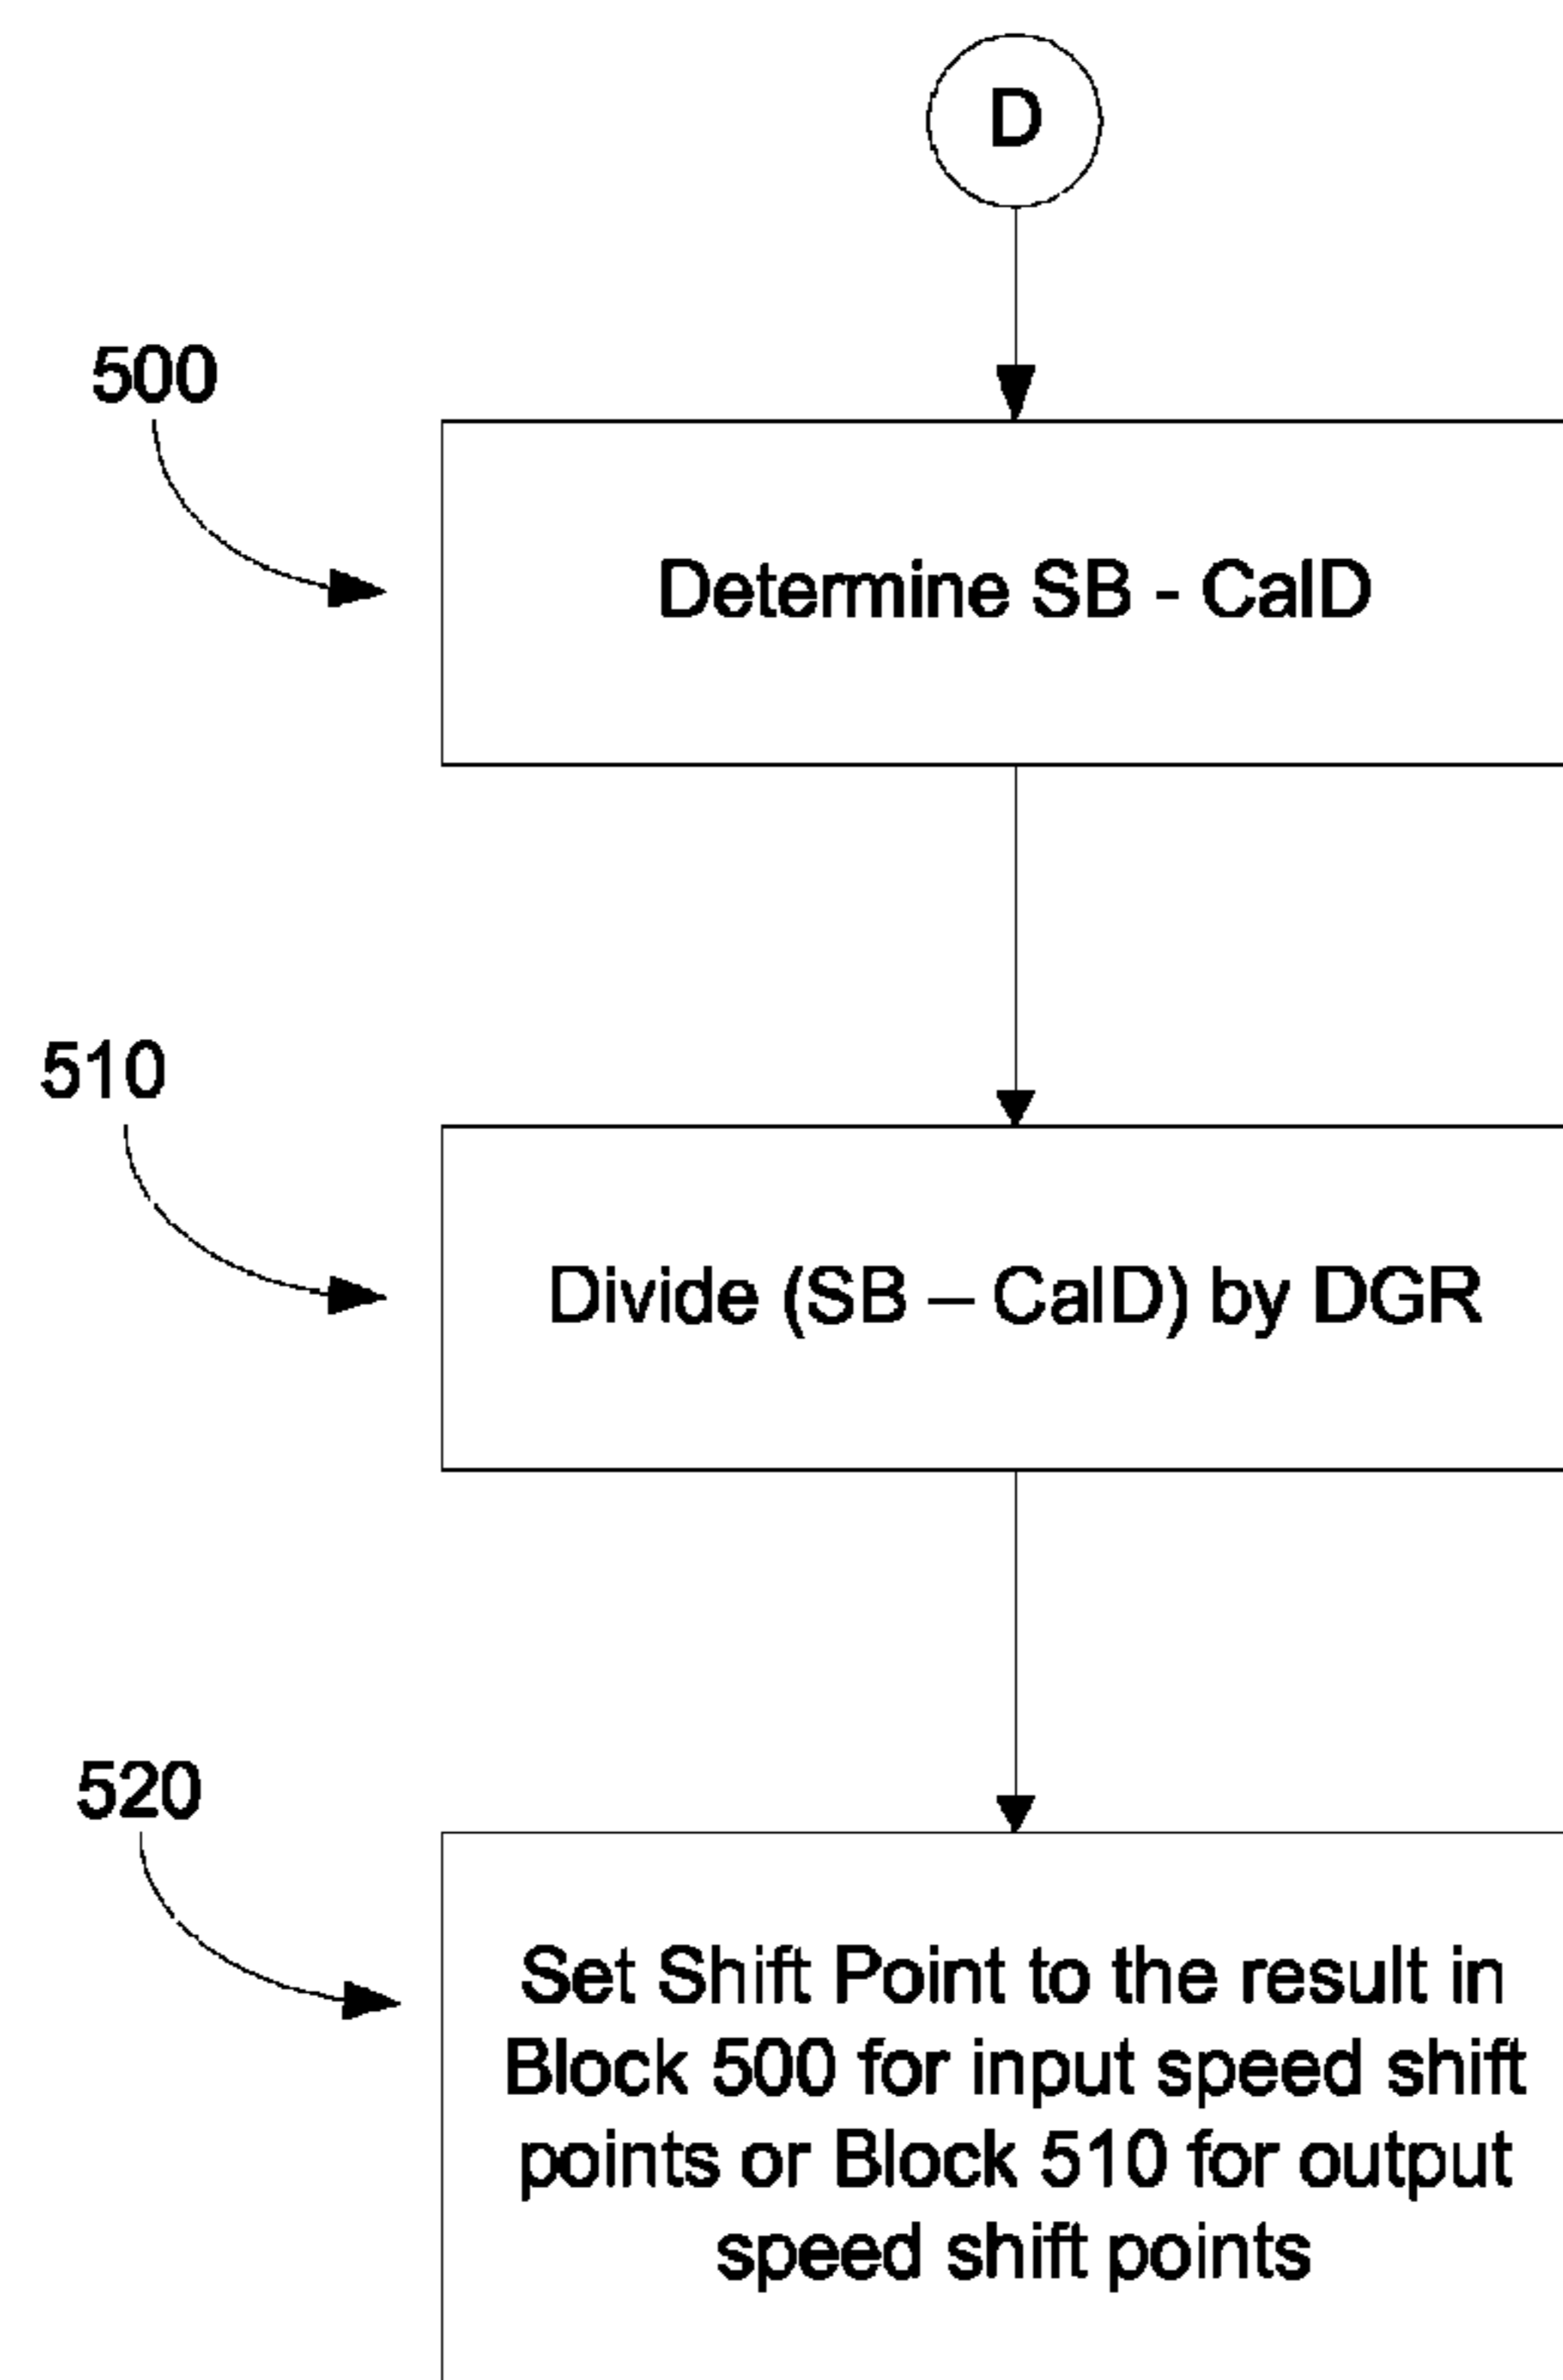 D
500
Determine SB - CalD
510
Divide (SB – CalD) by DGR
520
Set Shift Point to the result in
Block 500 for input speed shift
points or Block 510 for output
speed shift points